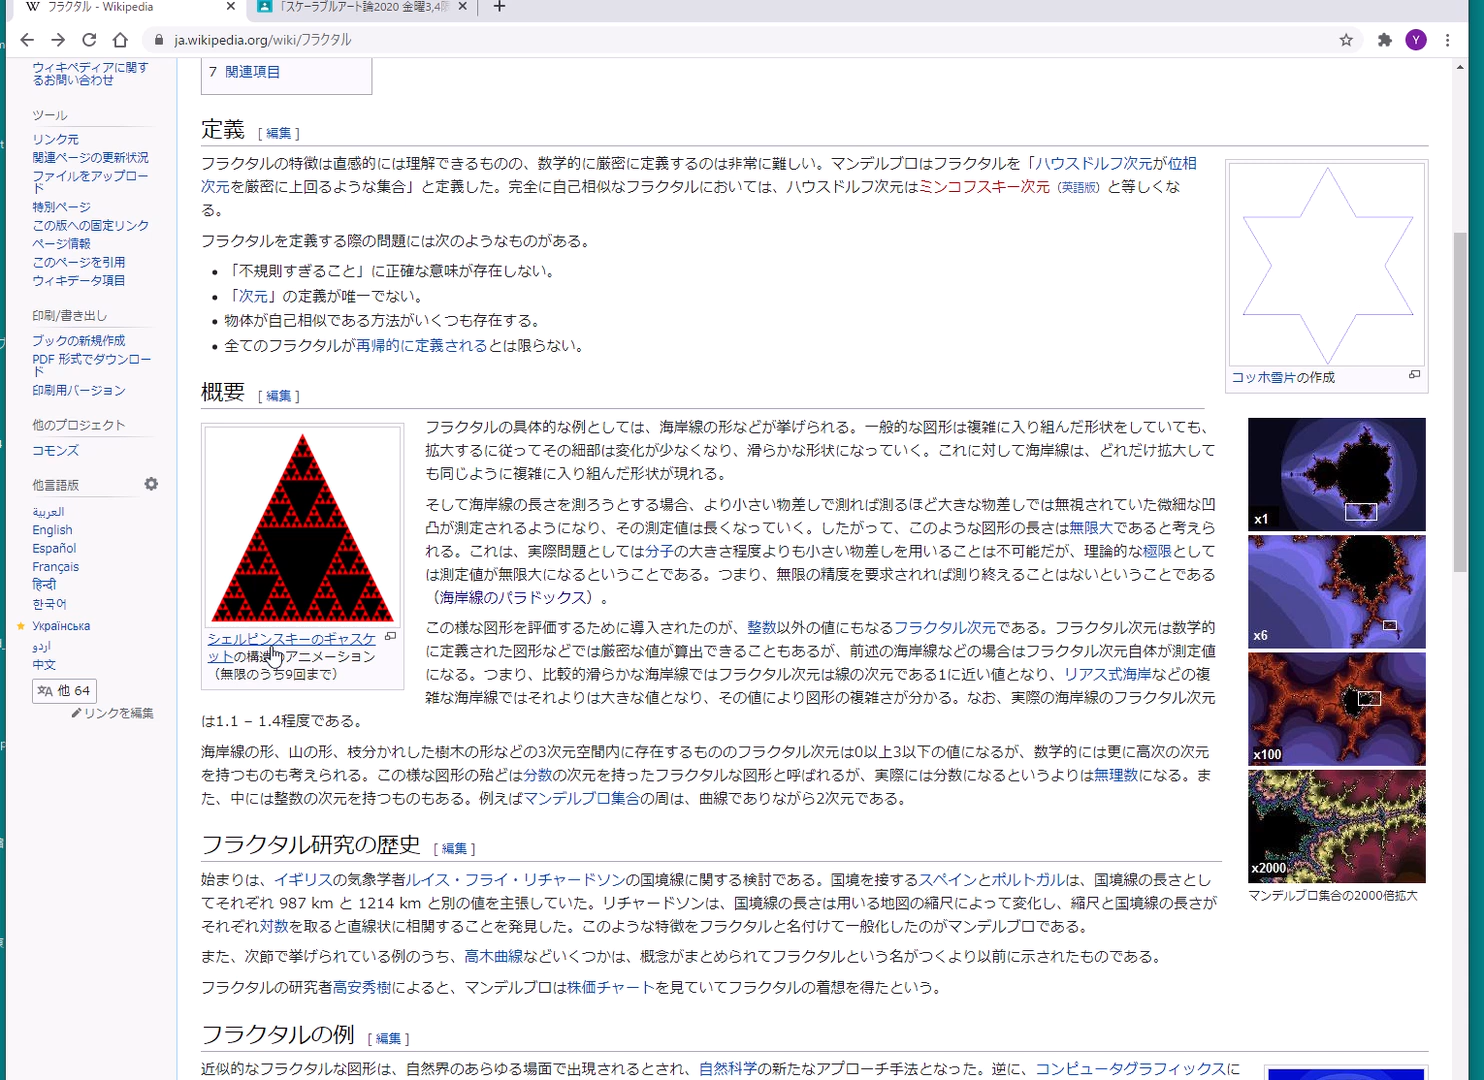 フラクタル - Wikipedia
「スケーラブルアート論2020 金曜3,4限
ja.wikipedia.org/wiki/フラクタル
Y
ウィキペディアに関す
るお問い合わせ
ツール
リンク元
関連ページの更新状況
ファイルをアップロー
ド
特別ページ
この版への固定リンク
ページ情報
このページを引用
ウィキデータ項目
印刷/書き出し
ブックの新規作成
PDF 形式でダウンロー
ド
印刷用バージョン
他のプロジェクト
コモンズ
他言語版
العربية
English
Español
Français
हिन्दी
한국어
Українська
اردو
中文
他 64
リンクを編集
7 関連項目
定義 [ 編集 ]
フラクタルの特徴は直感的には理解できるものの、数学的に厳密に定義するのは非常に難しい。マンデルブロはフラクタルを「ハウスドルフ次元が位相
次元を厳密に上回るような集合」と定義した。完全に自己相似なフラクタルにおいては、ハウスドルフ次元はミンコフスキー次元（英語版）と等しくな
る。
フラクタルを定義する際の問題には次のようなものがある。
• 「不規則すぎること」に正確な意味が存在しない。
• 「次元」の定義が唯一でない。
• 物体が自己相似である方法がいくつも存在する。
• 全てのフラクタルが再帰的に定義されるとは限らない。
コッホ雪片の作成
概要 [ 編集 ]
シェルピンスキーのギャスケ
ットの構造のアニメーション
（無限のうち9回まで）
フラクタルの具体的な例としては、海岸線の形などが挙げられる。一般的な図形は複雑に入り組んだ形状をしていても、
拡大するに従ってその細部は変化が少なくなり、滑らかな形状になっていく。これに対して海岸線は、どれだけ拡大して
も同じように複雑に入り組んだ形状が現れる。
そして海岸線の長さを測ろうとする場合、より小さい物差しで測れば測るほど大きな物差しでは無視されていた微細な凹
凸が測定されるようになり、その測定値は長くなっていく。したがって、このような図形の長さは無限大であると考えら
れる。これは、実際問題としては分子の大きさ程度よりも小さい物差しを用いることは不可能だが、理論的な極限として
は測定値が無限大になるということである。つまり、無限の精度を要求されれば測り終えることはないということである
（海岸線のパラドックス）。
この様な図形を評価するために導入されたのが、整数以外の値にもなるフラクタル次元である。フラクタル次元は数学的
に定義された図形などでは厳密な値が算出できることもあるが、前述の海岸線などの場合はフラクタル次元自体が測定値
になる。つまり、比較的滑らかな海岸線ではフラクタル次元は線の次元である1に近い値となり、リアス式海岸などの複
雑な海岸線ではそれよりは大きな値となり、その値により図形の複雑さが分かる。なお、実際の海岸線のフラクタル次元
は1.1 – 1.4程度である。
海岸線の形、山の形、枝分かれした樹木の形などの3次元空間内に存在するもののフラクタル次元は0以上3以下の値になるが、数学的には更に高次の次元
を持つものも考えられる。この様な図形の殆どは分数の次元を持ったフラクタルな図形と呼ばれるが、実際には分数になるというよりは無理数になる。ま
た、中には整数の次元を持つものもある。例えばマンデルブロ集合の周は、曲線でありながら2次元である。
x1
x6
x100
x2000
マンデルブロ集合の2000倍拡大
フラクタル研究の歴史 [ 編集 ]
始まりは、イギリスの気象学者ルイス・フライ・リチャードソンの国境線に関する検討である。国境を接するスペインとポルトガルは、国境線の長さとし
てそれぞれ 987 km と 1214 km と別の値を主張していた。リチャードソンは、国境線の長さは用いる地図の縮尺によって変化し、縮尺と国境線の長さが
それぞれ対数を取ると直線状に相関することを発見した。このような特徴をフラクタルと名付けて一般化したのがマンデルブロである。
また、次節で挙げられている例のうち、高木曲線などいくつかは、概念がまとめられてフラクタルという名がつくより以前に示されたものである。
フラクタルの研究者高安秀樹によると、マンデルブロは株価チャートを見ていてフラクタルの着想を得たという。
フラクタルの例 [ 編集 ]
近似的なフラクタルな図形は、自然界のあらゆる場面で出現されるとされ、自然科学の新たなアプローチ手法となった。逆に、コンピュータグラフィックスに